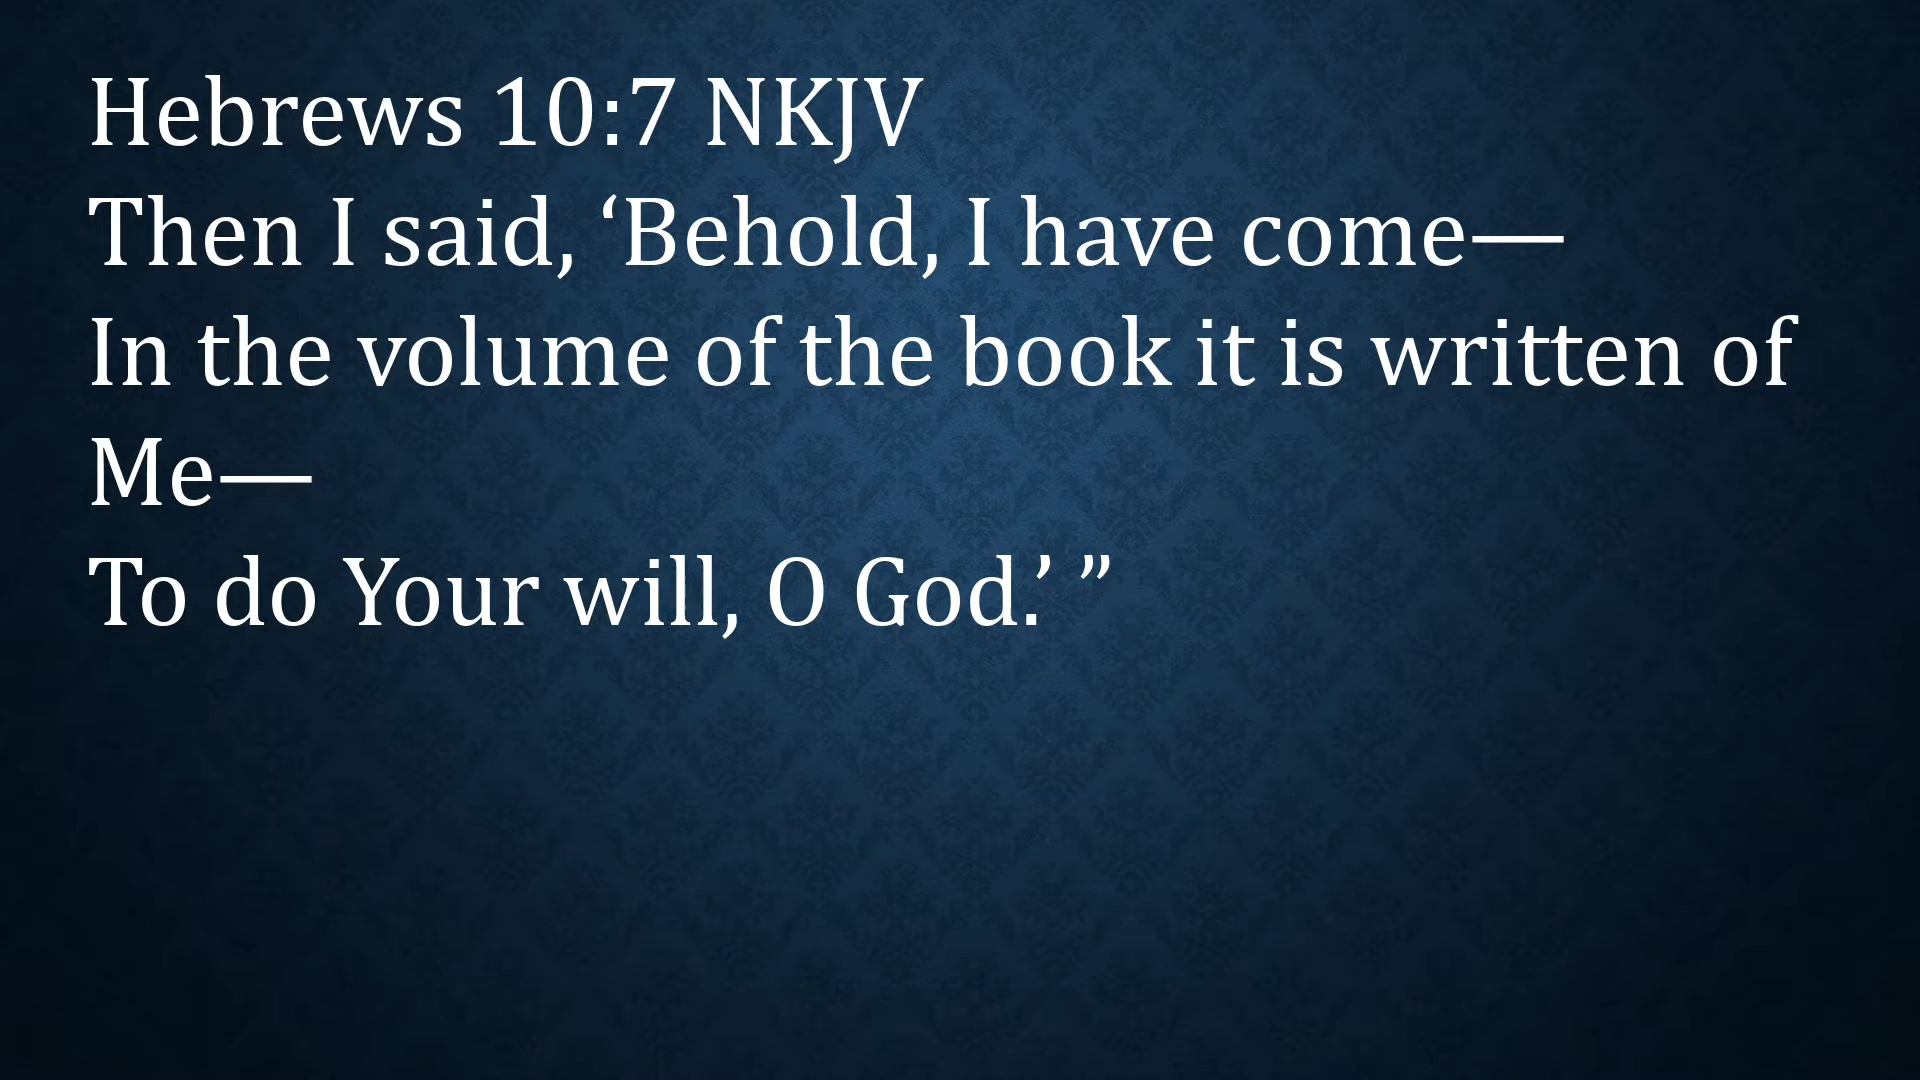 Hebrews 10:7 NKJV
Then I said, ‘Behold, I have come—
In the volume of the book it is written of
Me—
To do Your will, O God.’ ”